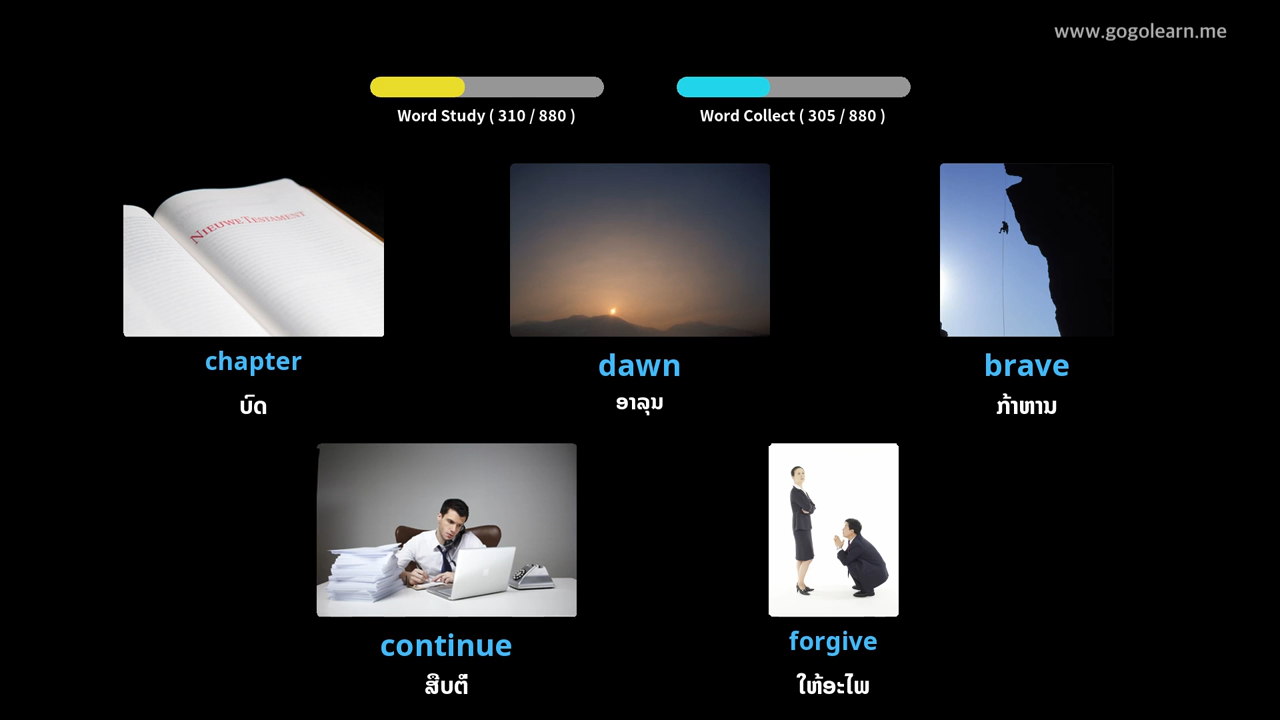 www.gogolearn.me
Word Study ( 310 / 880 )
Word Collect ( 305 / 880 )
NIEUWE TESTAMENT
chapter
ບົດ
dawn
ອາລຸນ
brave
ກ້າຫານ
continue
ສືບຕໍ່
forgive
ໃຫ້ອະໄພ